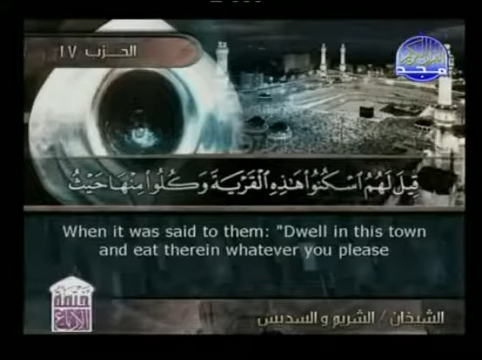 الحزب ١٧
مجد
قِيلَ لَهُمُ ٱسْكُنُوا۟ هَٰذِهِ ٱلْقَرْيَةَ وَكُلُوا۟ مِنْهَا حَيْثُ
When it was said to them: "Dwell in this town
and eat therein whatever you please
الشيخان / الشريم و السديس